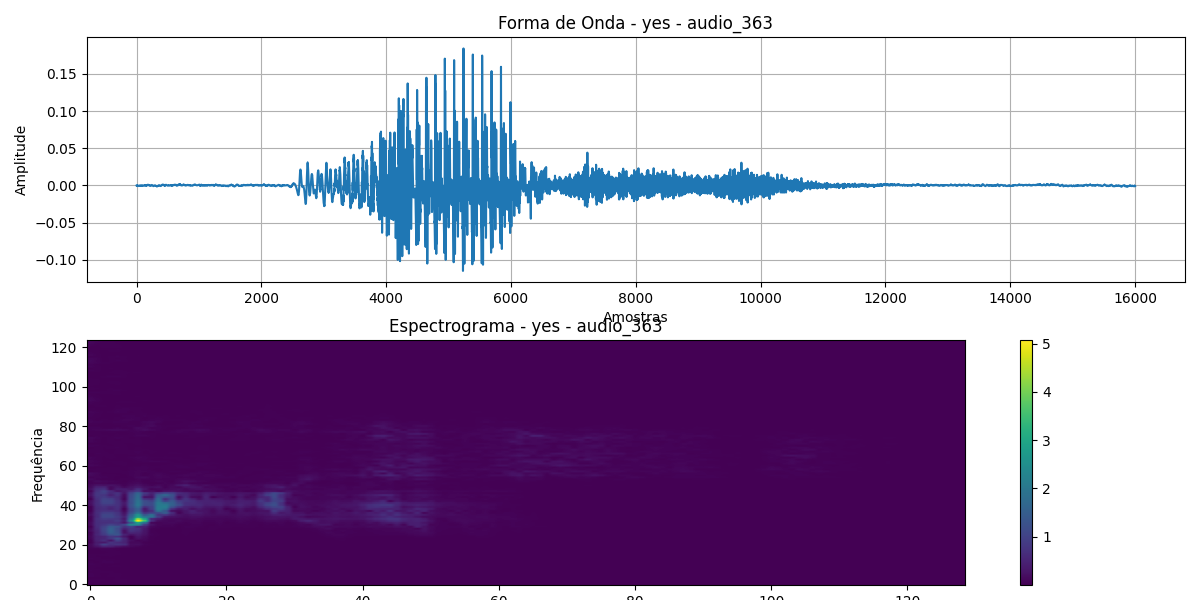 Forma de Onda - yes - audio_363
Amplitude
0.15
0.10
0.05
0.00
−0.05
−0.10
0 2000 4000 6000 8000 10000 12000 14000 16000
Amostras
Espectrograma - yes - audio_363
Frequência
120
100
80
60
40
20
0
0 20 40 60 80 100 120
5
4
3
2
1